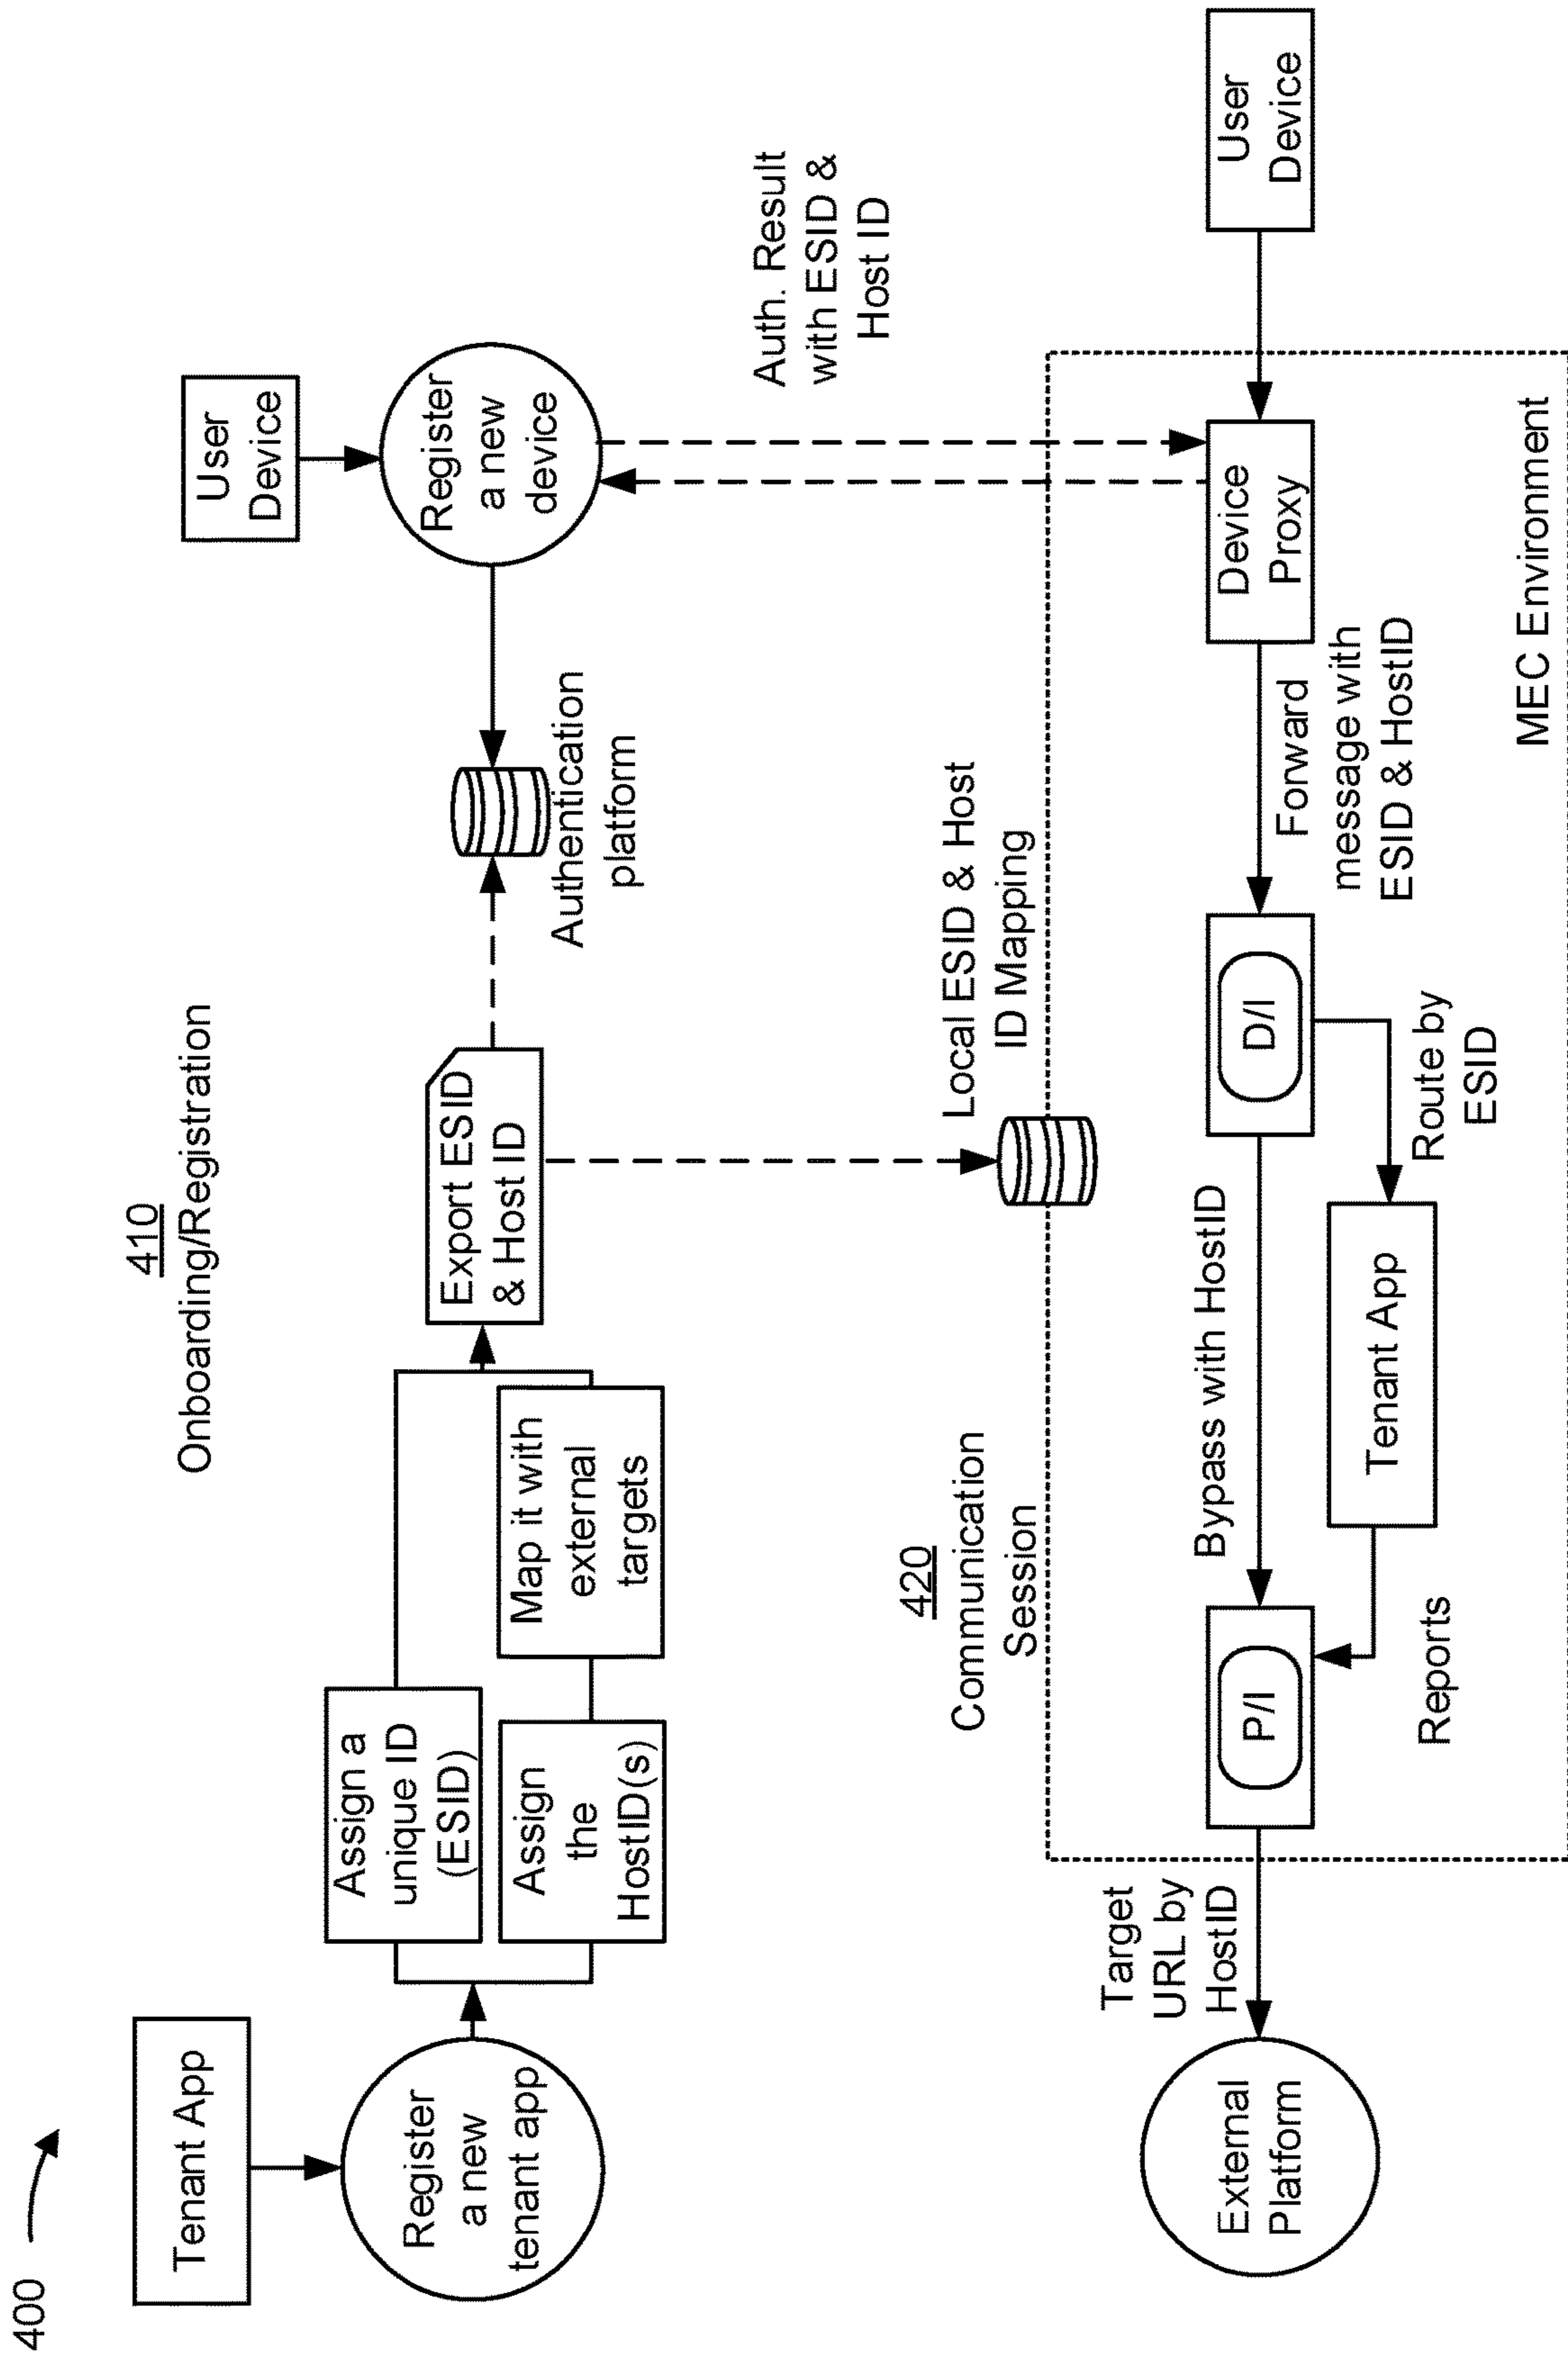 400
410
Onboarding/Registration
Tenant App
Register
a new
tenant app
Assign a
unique ID
(ESID)
Assign
the
HostID(s)
Map it with
external
targets
Export ESID
& Host ID
Authentication
platform
User
Device
Register
a new
device
Auth. Result
with ESID &
Host ID
420
Communication
Session
Local ESID & Host
ID Mapping
External
Platform
Target
URL by
HostID
P/I
Bypass with HostID
Reports
Tenant App
D/I
Route by
ESID
Forward
message with
ESID & HostID
Device
Proxy
User
Device
MEC Environment